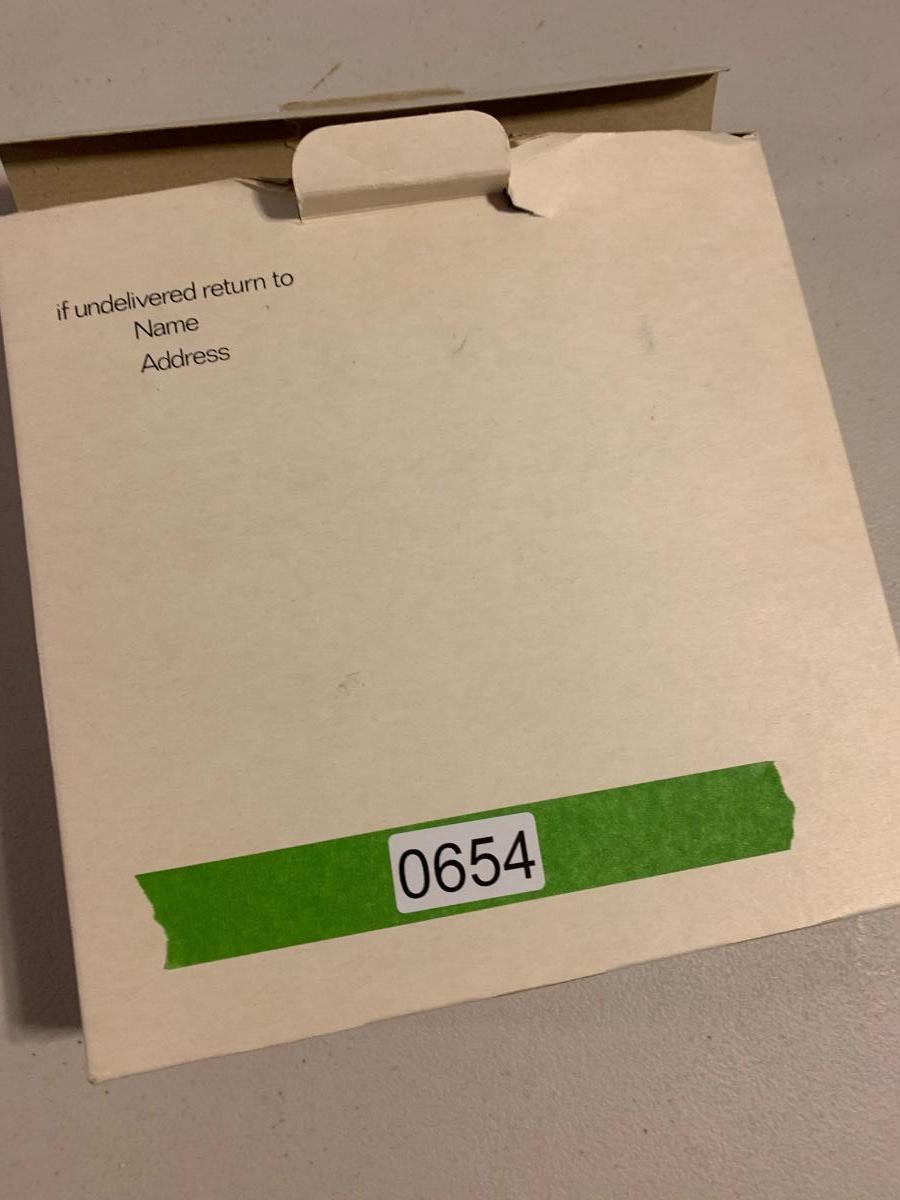 if undelivered return to
Name
Address
0654